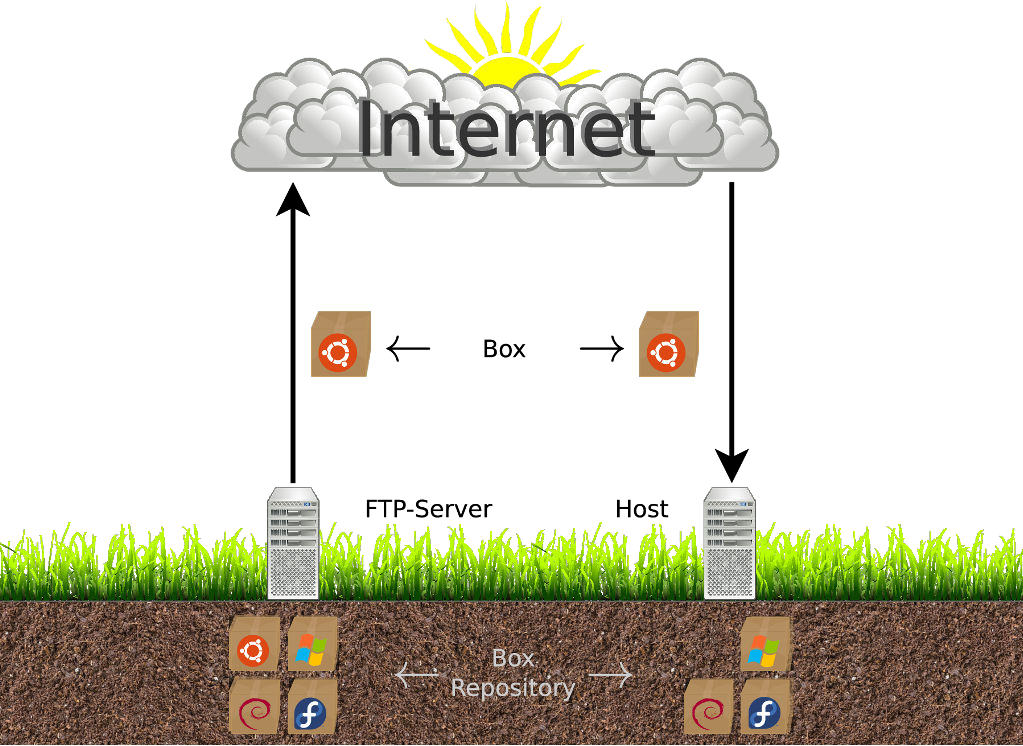 Internet
Box
FTP-Server
Host
Box
Repository